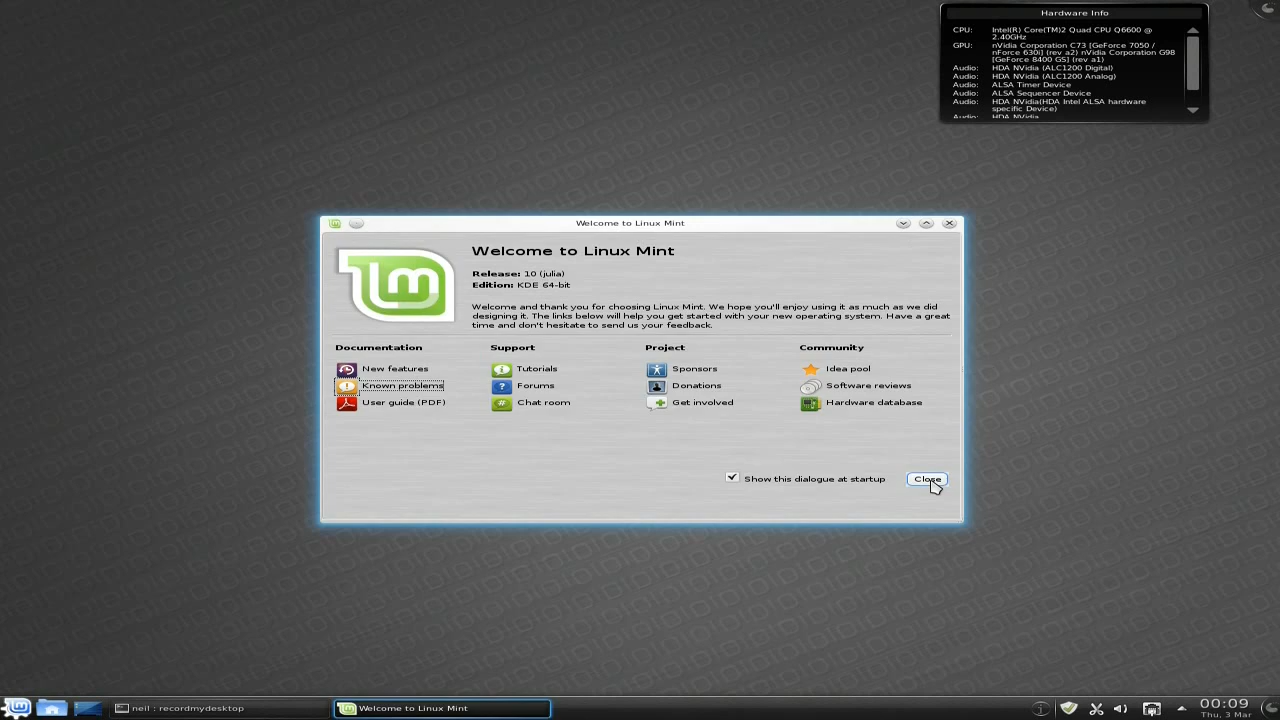 Hardware Info
CPU: Intel(R) Core(TM)2 Quad CPU Q6600 @
2.40GHz
GPU: nVidia Corporation C73 [GeForce 7050 /
nForce 630i] (rev a2) nVidia Corporation G98
[GeForce 8400 GS] (rev a1)
Audio: HDA NVidia (ALC1200 Digital)
Audio: HDA NVidia (ALC1200 Analog)
Audio: ALSA Timer Device
Audio: ALSA Sequencer Device
Audio: HDA NVidia(HDA Intel ALSA hardware
specific Device)
Audio: HDA NVidia
Welcome to Linux Mint
lm
Welcome to Linux Mint
Release: 10 (julia)
Edition: KDE 64-bit
Welcome and thank you for choosing Linux Mint. We hope you'll enjoy using it as much as we did
designing it. The links below will help you get started with your new operating system. Have a great
time and don't hesitate to send us your feedback.
Documentation Support Project Community
New features Tutorials Sponsors Idea pool
Known problems Forums Donations Software reviews
User guide (PDF) Chat room Get involved Hardware database
Show this dialogue at startup Close
neil : recordmydesktop Welcome to Linux Mint 00:09
Thu, 3 Mar